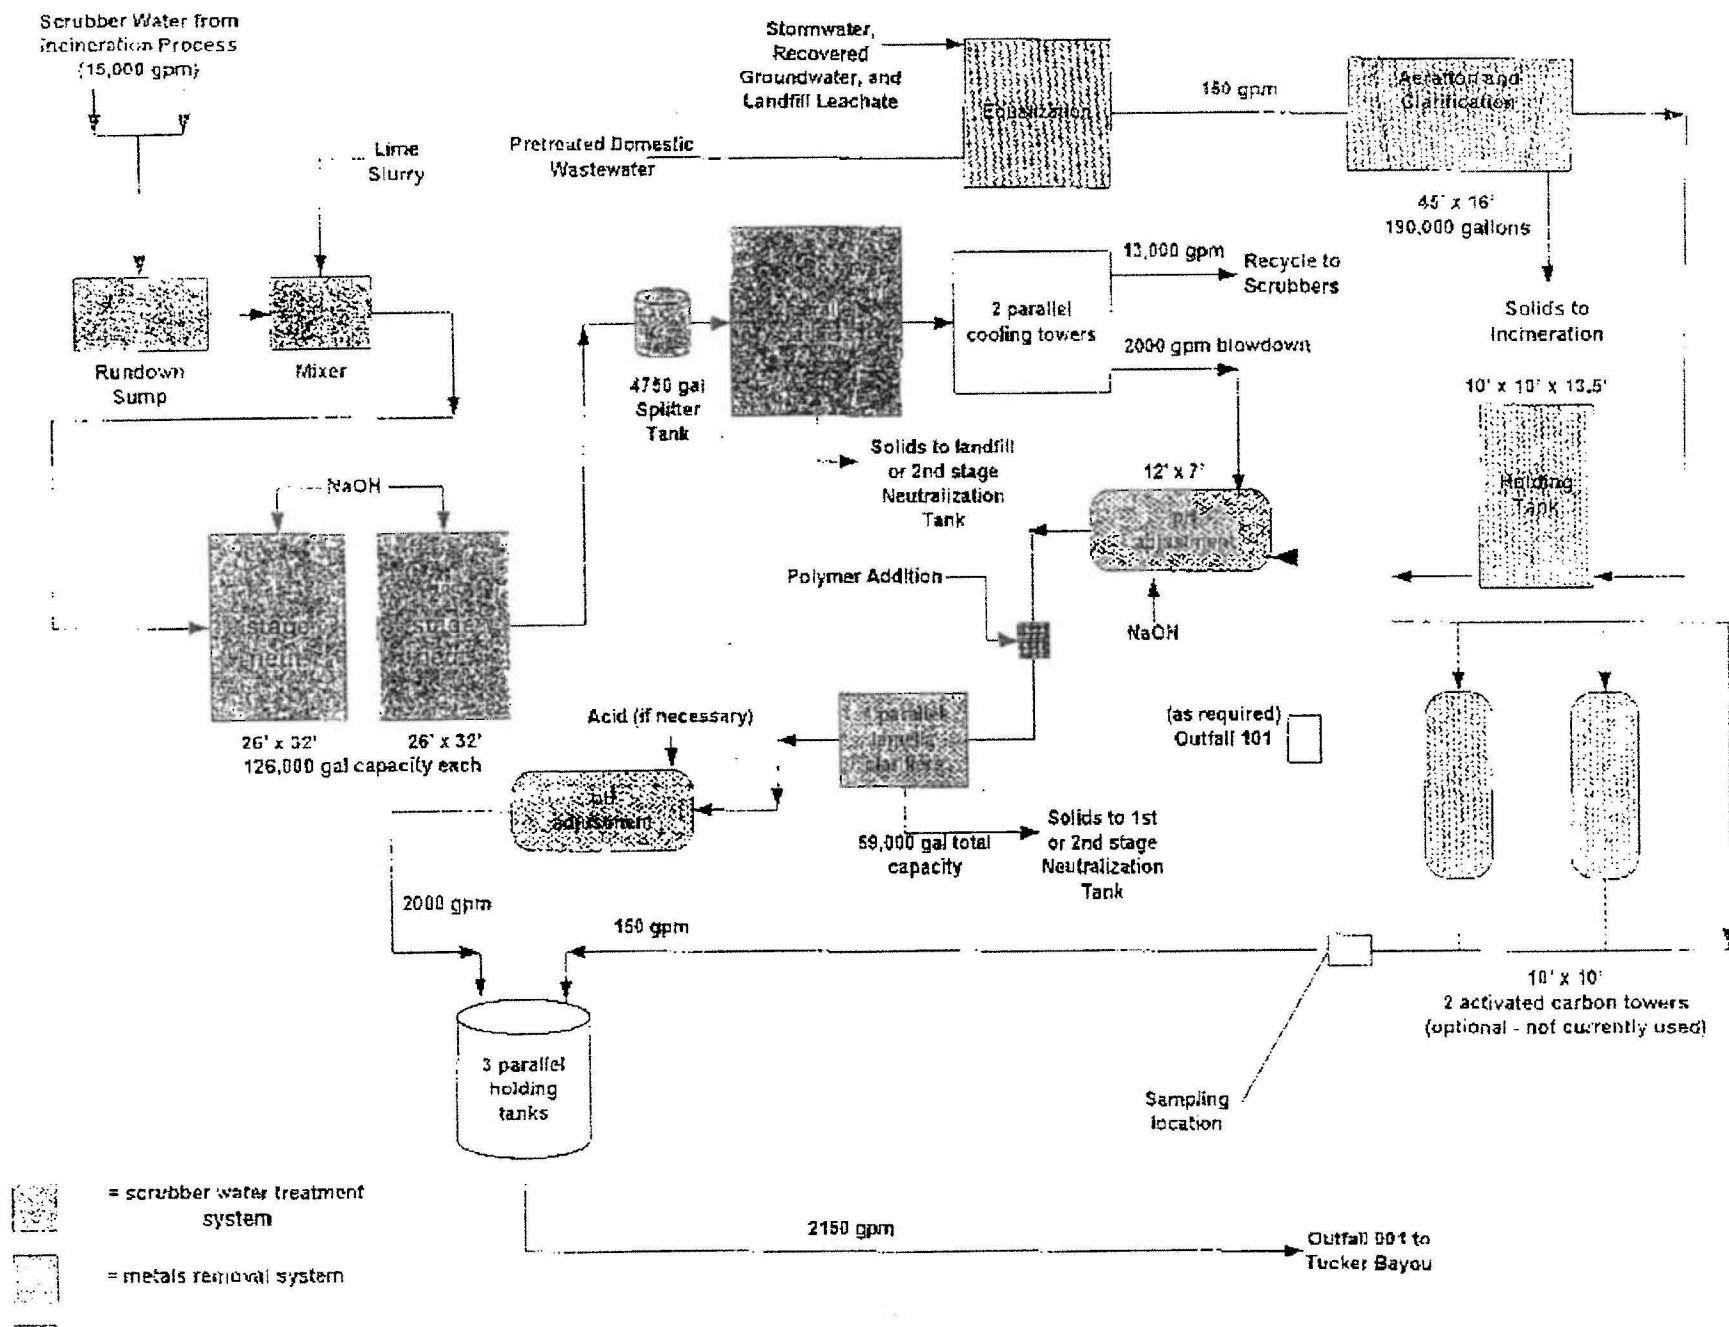 Scrubber Water from
Incineration Process
(15,000 gpm)
Lime
Slurry
Rundown
Sump
Mixer
NaOH
stage
stage
26' x 32'
26' x 32'
126,000 gal capacity each
Stormwater,
Recovered
Groundwater, and
Landfill Leachate
Pretreated Domestic
Wastewater
Equalization
150 gpm
Aeration and
Clarification
45' x 16'
190,000 gallons
Solids to
Incineration
4750 gal
Splitter
Tank
2 parallel
cooling towers
13,000 gpm
Recycle to
Scrubbers
2000 gpm blowdown
Solids to landfill
or 2nd stage
Neutralization
Tank
12' x 7'
pH
adjustment
NaOH
Polymer Addition
10' x 10' x 13.5'
Holding
Tank
parallel
59,000 gal total
capacity
Solids to 1st
or 2nd stage
Neutralization
Tank
Acid (if necessary)
pH
adjustment
2000 gpm
150 gpm
(as required)
Outfall 101
10' x 10'
2 activated carbon towers
(optional - not currently used)
Sampling
location
3 parallel
holding
tanks
2150 gpm
Outfall 001 to
Tucker Bayou
= scrubber water treatment
system
= metals removal system